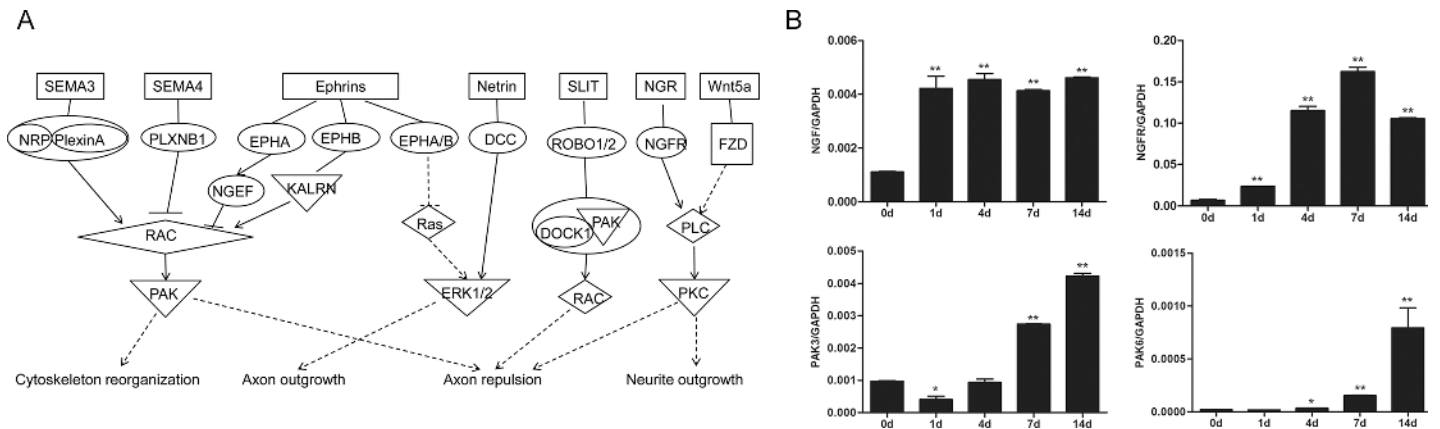 A
SEMA3 SEMA4 Ephrins Netrin SLIT NGR Wnt5a
NRP PlexinA PLXNB1 EPHA EPHB EPHA/B DCC ROBO1/2 NGFR FZD
NGEF KALRN
RAC Ras DOCK1 PAK PLC
PAK ERK1/2 RAC PKC
Cytoskeleton reorganization Axon outgrowth Axon repulsion Neurite outgrowth
B
NGF/GAPDH
0.006
0.004
0.002
0.000
** ** ** **
0d 1d 4d 7d 14d
NGFR/GAPDH
0.20
0.15
0.10
0.05
0.00
** ** ** **
0d 1d 4d 7d 14d
PAK3/GAPDH
0.005
0.004
0.003
0.002
0.001
0.000
* ** **
0d 1d 4d 7d 14d
PAK6/GAPDH
0.0015
0.0010
0.0005
0.0000
* ** **
0d 1d 4d 7d 14d